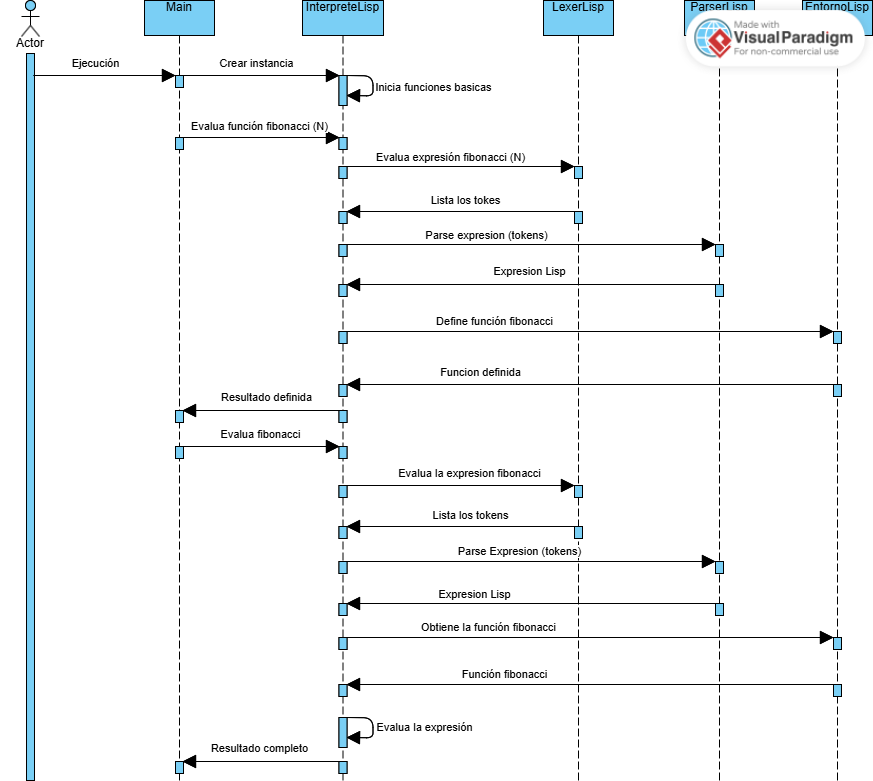 Main
InterpreteLisp
LexerLisp
ParserLisp
EntornoLisp
Made with
VisualParadigm
For non-commercial use
Actor
Ejecución
Crear instancia
Inicia funciones basicas
Evalua función fibonacci (N)
Evalua expresión fibonacci (N)
Lista los tokes
Parse expresion (tokens)
Expresion Lisp
Define función fibonacci
Funcion definida
Resultado definida
Evalua fibonacci
Evalua la expresion fibonacci
Lista los tokens
Parse Expresion (tokens)
Expresion Lisp
Obtiene la función fibonacci
Función fibonacci
Evalua la expresión
Resultado completo